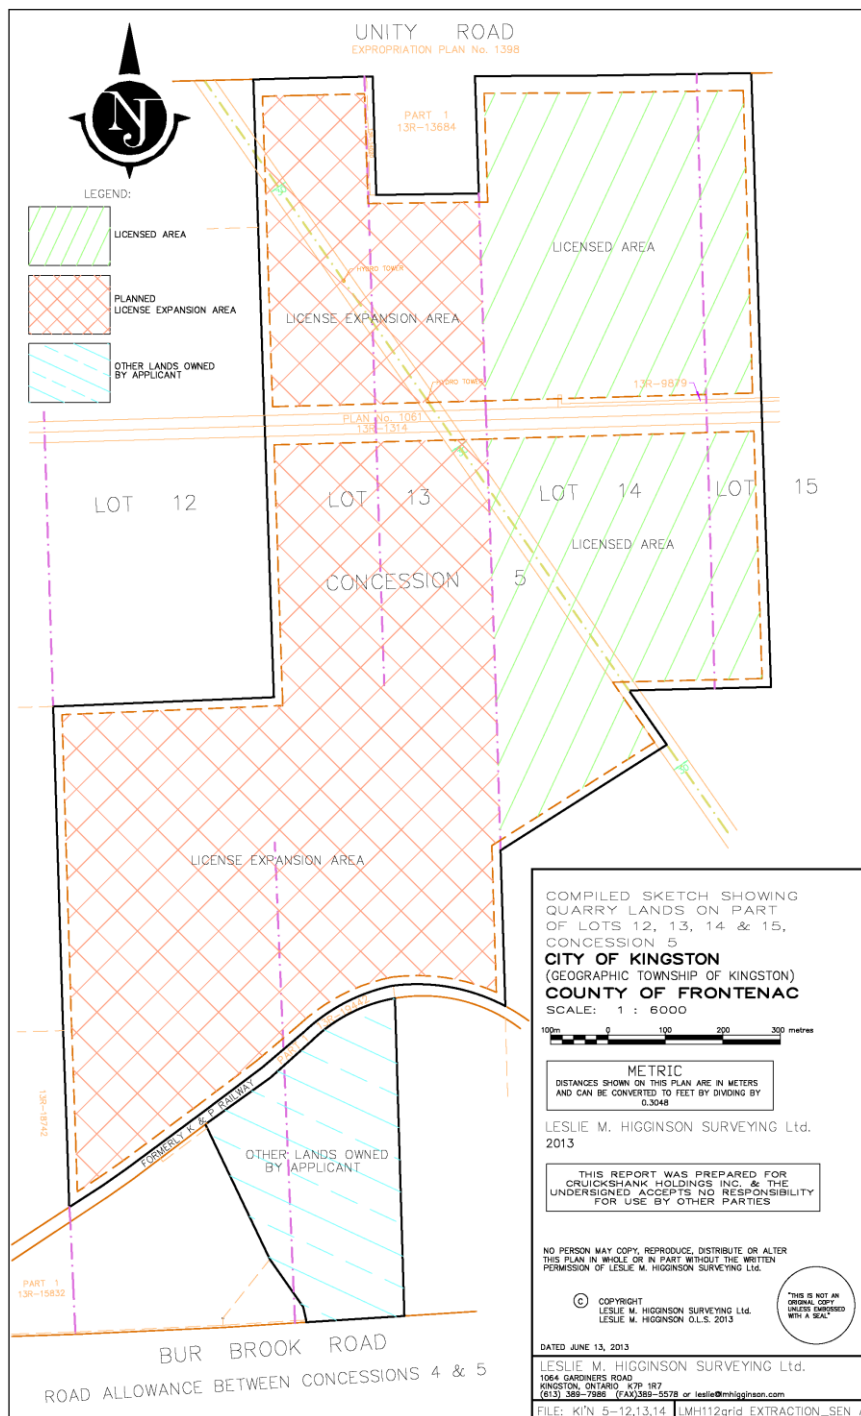 UNITY ROAD
EXPROPRIATION PLAN No. 1398
PART 1
13R-13684
LEGEND:
LICENSED AREA
PLANNED
LICENSE EXPANSION AREA
OTHER LANDS OWNED
BY APPLICANT
LICENSED AREA
HYDRO TOWER
LICENSE EXPANSION AREA
HYDRO TOWER
13R-9879
PLAN No. 1061
13R-1314
LOT 12
LOT 13
LOT 14
LOT 15
LICENSED AREA
CONCESSION 5
LICENSE EXPANSION AREA
PART 1
FORMERLY K & P RAILWAY
13R-18742
OTHER LANDS OWNED
BY APPLICANT
PART 1
13R-15832
BUR BROOK ROAD
ROAD ALLOWANCE BETWEEN CONCESSIONS 4 & 5
COMPILED SKETCH SHOWING
QUARRY LANDS ON PART
OF LOTS 12, 13, 14 & 15,
CONCESSION 5
CITY OF KINGSTON
(GEOGRAPHIC TOWNSHIP OF KINGSTON)
COUNTY OF FRONTENAC
SCALE: 1 : 6000
100m 0 100 200 300 metres
METRIC
DISTANCES SHOWN ON THIS PLAN ARE IN METERS
AND CAN BE CONVERTED TO FEET BY DIVIDING BY
0.3048
LESLIE M. HIGGINSON SURVEYING Ltd.
2013
THIS REPORT WAS PREPARED FOR
CRUICKSHANK HOLDINGS INC. & THE
UNDERSIGNED ACCEPTS NO RESPONSIBILITY
FOR USE BY OTHER PARTIES
NO PERSON MAY COPY, REPRODUCE, DISTRIBUTE OR ALTER
THIS PLAN IN WHOLE OR IN PART WITHOUT THE WRITTEN
PERMISSION OF LESLIE M. HIGGINSON SURVEYING Ltd.
© COPYRIGHT
LESLIE M. HIGGINSON SURVEYING Ltd.
LESLIE M. HIGGINSON O.L.S. 2013
"THIS IS NOT AN
ORIGINAL COPY
UNLESS EMBOSSED
WITH A SEAL"
DATED JUNE 13, 2013
LESLIE M. HIGGINSON SURVEYING Ltd.
1064 GARDINERS ROAD
KINGSTON, ONTARIO K7P 1R7
(613) 389-7986 (FAX)389-5578 or leslie@lmhigginson.com
FILE: KI'N 5-12,13,14 LMH112grid EXTRACTION_SEN